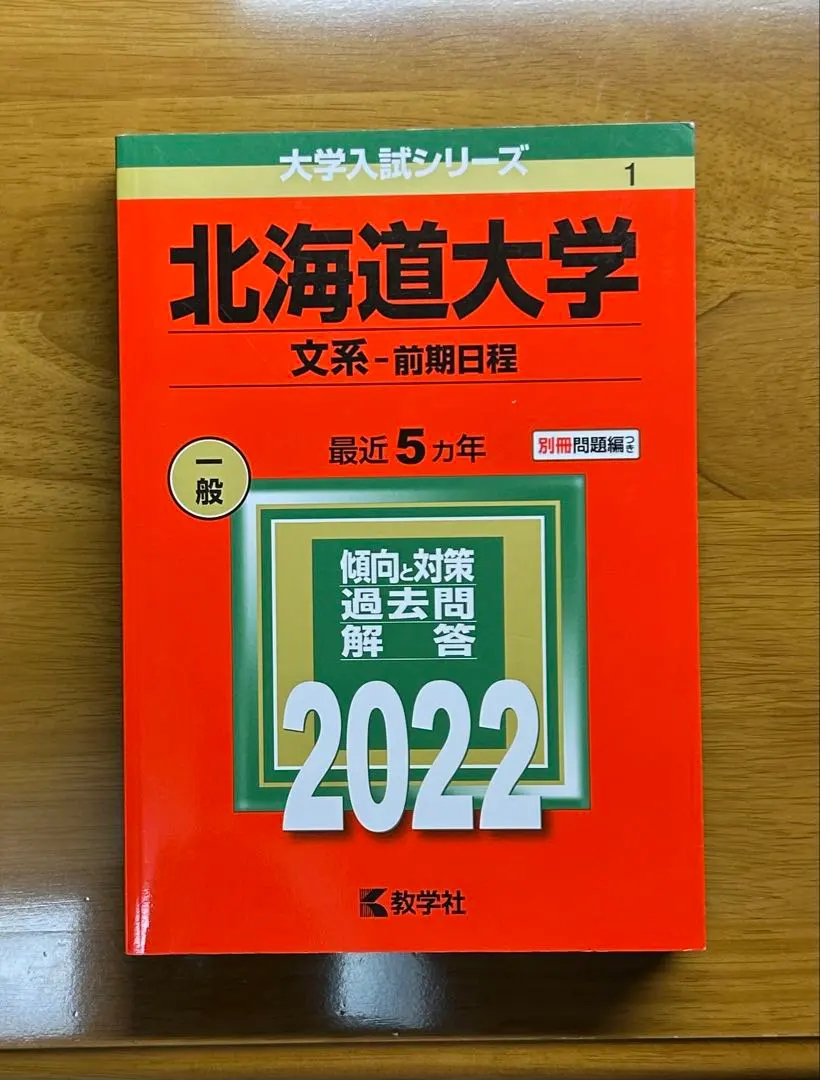 大学入試シリーズ
1
北海道大学
文系-前期日程
最近5カ年
別冊問題編つき
一般
傾向と対策
過去問
解答
2022
教学社